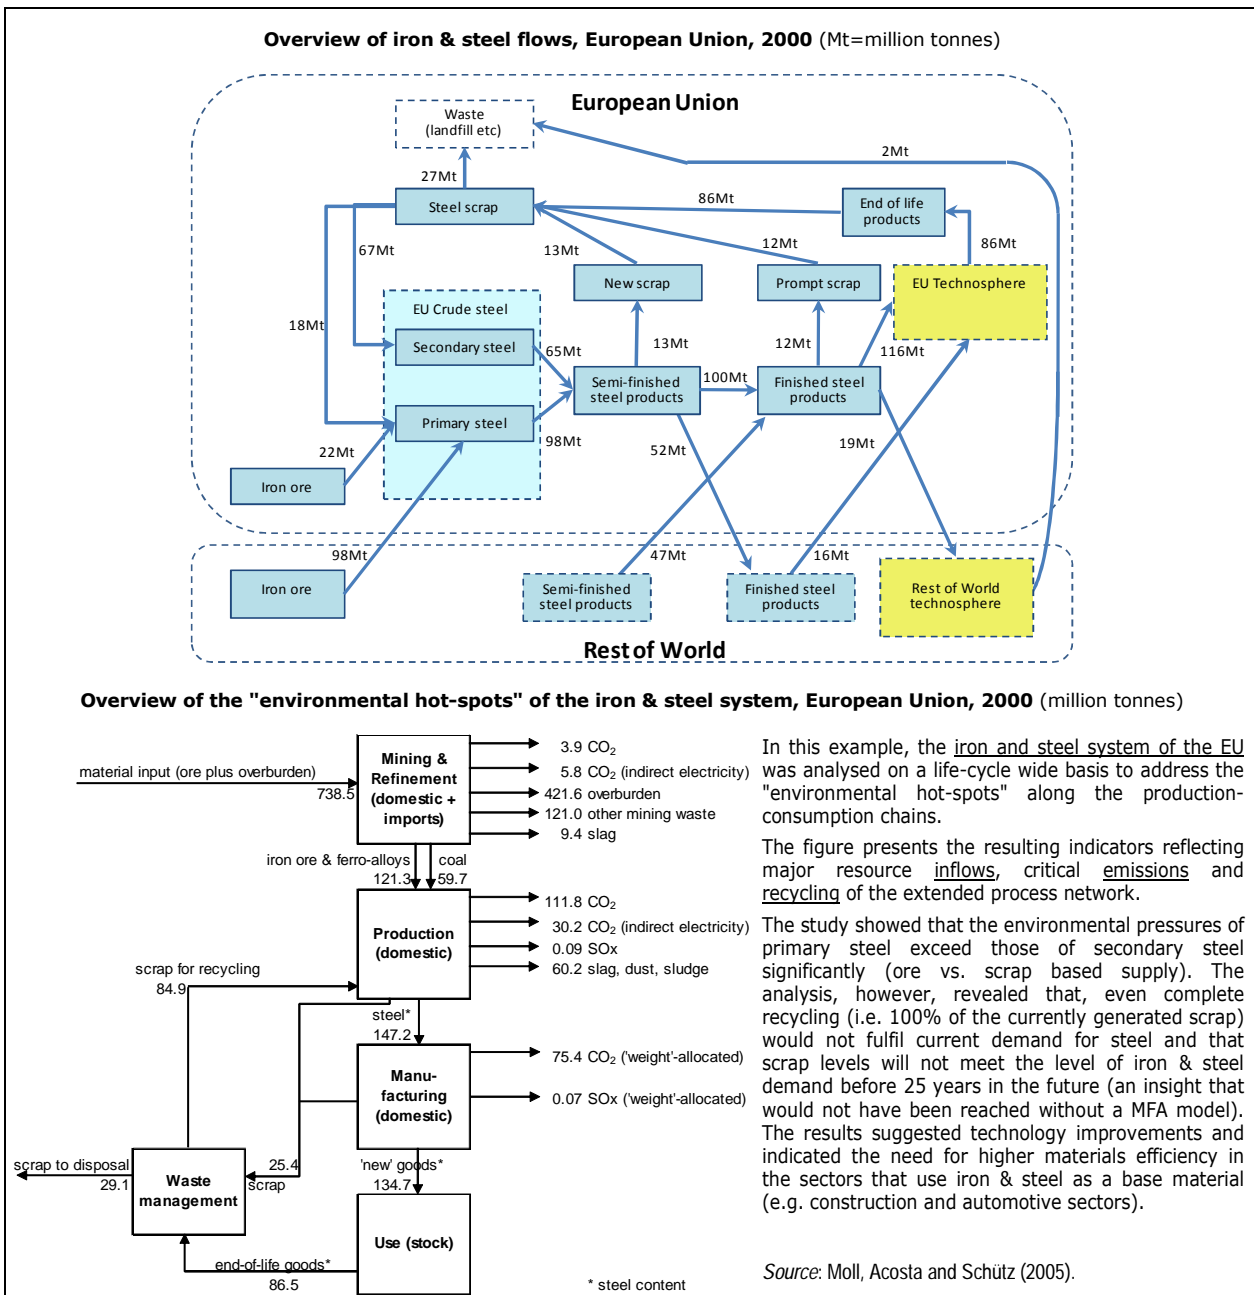 Overview of iron & steel flows, European Union, 2000 (Mt=million tonnes)
European Union
Waste
(landfill etc)
2Mt
27Mt
Steel scrap
86Mt
End of life
products
67Mt
13Mt
12Mt
86Mt
New scrap
Prompt scrap
EU Technosphere
EU Crude steel
18Mt
Secondary steel
65Mt
13Mt
12Mt
116Mt
Semi-finished
steel products
100Mt
Finished steel
products
Primary steel
98Mt
22Mt
52Mt
19Mt
Iron ore
98Mt
47Mt
16Mt
Iron ore
Semi-finished
steel products
Finished steel
products
Rest of World
technosphere
Rest of World
Overview of the "environmental hot-spots" of the iron & steel system, European Union, 2000 (million tonnes)
material input (ore plus overburden)
738.5
Mining &
Refinement
(domestic +
imports)
3.9 CO₂
5.8 CO₂ (indirect electricity)
421.6 overburden
121.0 other mining waste
9.4 slag
iron ore & ferro-alloys
121.3
coal
59.7
Production
(domestic)
111.8 CO₂
30.2 CO₂ (indirect electricity)
0.09 SOx
60.2 slag, dust, sludge
scrap for recycling
84.9
steel*
147.2
Manu-
facturing
(domestic)
75.4 CO₂ ('weight'-allocated)
0.07 SOx ('weight'-allocated)
scrap to disposal
29.1
Waste
management
25.4
scrap
'new' goods*
134.7
Use (stock)
end-of-life goods*
86.5
* steel content
In this example, the iron and steel system of the EU
was analysed on a life-cycle wide basis to address the
"environmental hot-spots" along the production-
consumption chains.
The figure presents the resulting indicators reflecting
major resource inflows, critical emissions and
recycling of the extended process network.
The study showed that the environmental pressures of
primary steel exceed those of secondary steel
significantly (ore vs. scrap based supply). The
analysis, however, revealed that, even complete
recycling (i.e. 100% of the currently generated scrap)
would not fulfil current demand for steel and that
scrap levels will not meet the level of iron & steel
demand before 25 years in the future (an insight that
would not have been reached without a MFA model).
The results suggested technology improvements and
indicated the need for higher materials efficiency in
the sectors that use iron & steel as a base material
(e.g. construction and automotive sectors).
Source: Moll, Acosta and Schütz (2005).